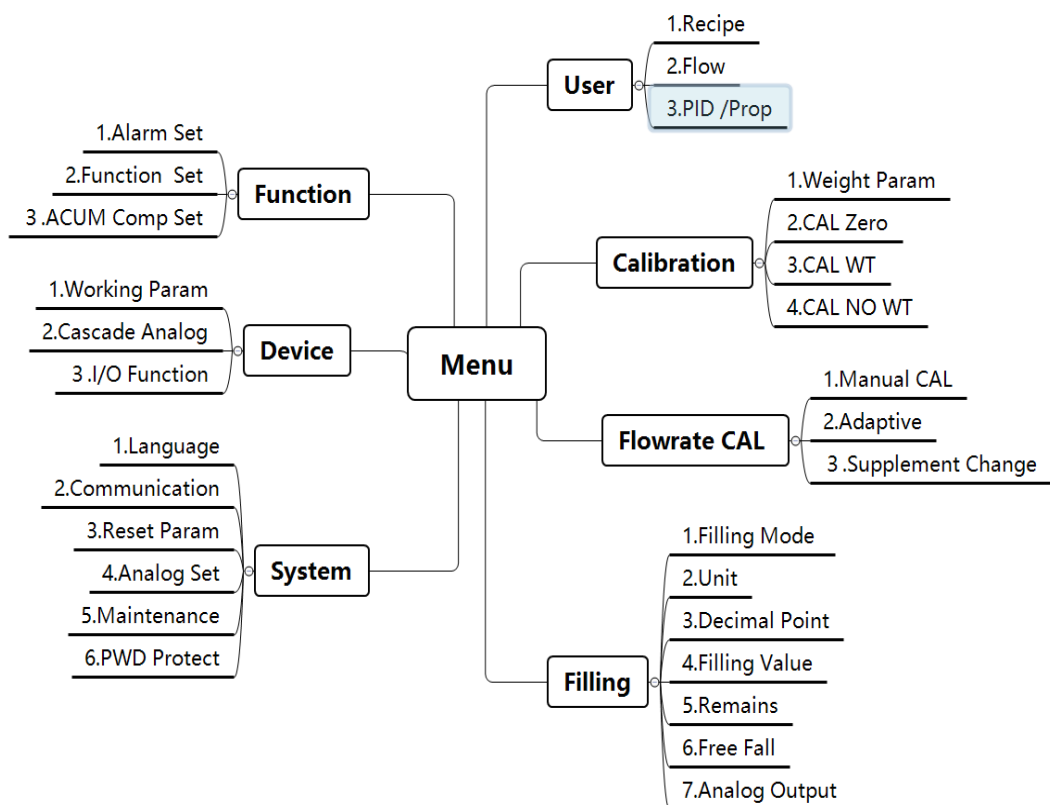 Menu
User
1.Recipe
2.Flow
3.PID /Prop
Calibration
1.Weight Param
2.CAL Zero
3.CAL WT
4.CAL NO WT
Flowrate CAL
1.Manual CAL
2.Adaptive
3 .Supplement Change
Filling
1.Filling Mode
2.Unit
3.Decimal Point
4.Filling Value
5.Remains
6.Free Fall
7.Analog Output
Function
1.Alarm Set
2.Function  Set
3 .ACUM Comp Set
Device
1.Working Param
2.Cascade Analog
3 .I/O Function
System
1.Language
2.Communication
3.Reset Param
4.Analog Set
5.Maintenance
6.PWD Protect